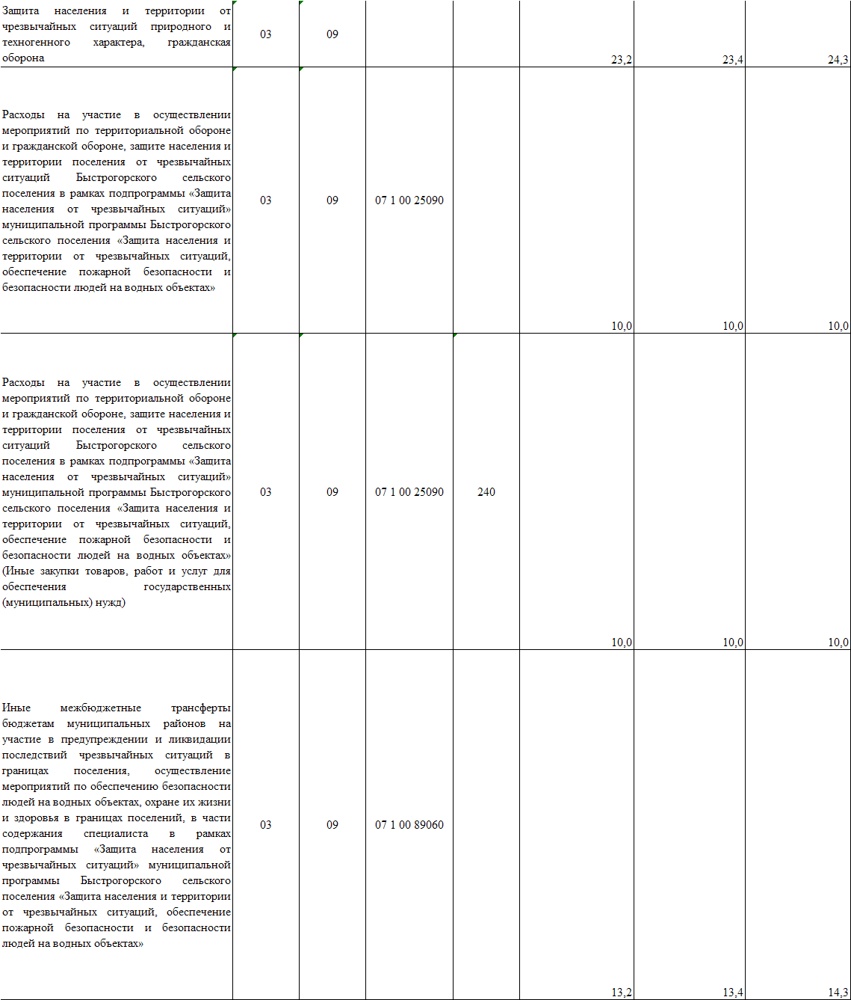 Защита населения и территории от
чрезвычайных ситуаций природного и
техногенного характера, гражданская
оборона
03
09
23,2
23,4
24,3
Расходы на участие в осуществлении
мероприятий по территориальной обороне
и гражданской обороне, защите населения и
территории поселения от чрезвычайных
ситуаций Быстрогорского сельского
поселения в рамках подпрограммы «Защита
населения от чрезвычайных ситуаций»
муниципальной программы Быстрогорского
сельского поселения «Защита населения и
территории от чрезвычайных ситуаций,
обеспечение пожарной безопасности и
безопасности людей на водных объектах»
03
09
07 1 00 25090
10,0
10,0
10,0
Расходы на участие в осуществлении
мероприятий по территориальной обороне
и гражданской обороне, защите населения и
территории поселения от чрезвычайных
ситуаций Быстрогорского сельского
поселения в рамках подпрограммы «Защита
населения от чрезвычайных ситуаций»
муниципальной программы Быстрогорского
сельского поселения «Защита населения и
территории от чрезвычайных ситуаций,
обеспечение пожарной безопасности и
безопасности людей на водных объектах»
(Иные закупки товаров, работ и услуг для
обеспечения государственных
(муниципальных) нужд)
03
09
07 1 00 25090
240
10,0
10,0
10,0
Иные межбюджетные трансферты
бюджетам муниципальных районов на
участие в предупреждении и ликвидации
последствий чрезвычайных ситуаций в
границах поселения, осуществление
мероприятий по обеспечению безопасности
людей на водных объектах, охране их жизни
и здоровья в границах поселений, в части
содержания специалиста в рамках
подпрограммы «Защита населения от
чрезвычайных ситуаций» муниципальной
программы Быстрогорского сельского
поселения «Защита населения и территории
от чрезвычайных ситуаций, обеспечение
пожарной безопасности и безопасности
людей на водных объектах»
03
09
07 1 00 89060
13,2
13,4
14,3